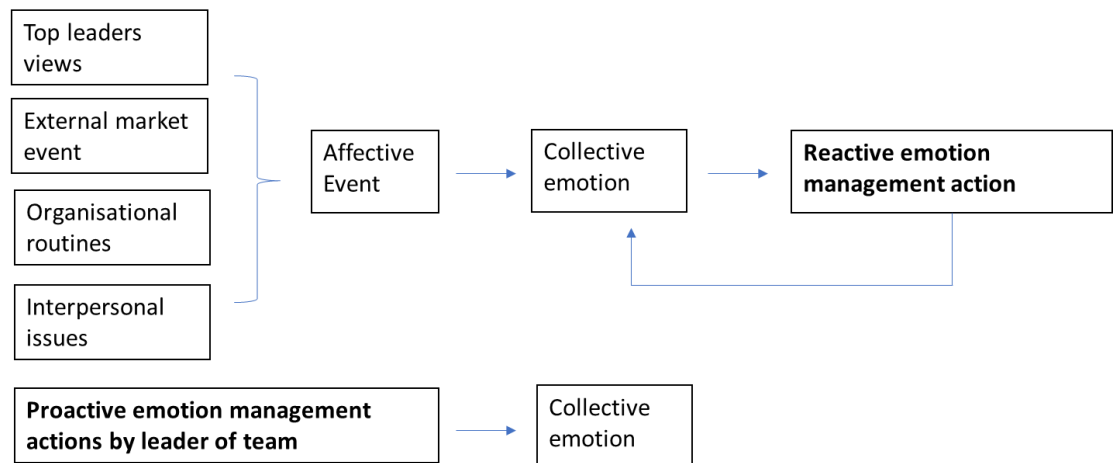 Top leaders
views
External market
event
Organisational
routines
Interpersonal
issues
Affective
Event
Collective
emotion
Reactive emotion
management action
Proactive emotion management
actions by leader of team
Collective
emotion